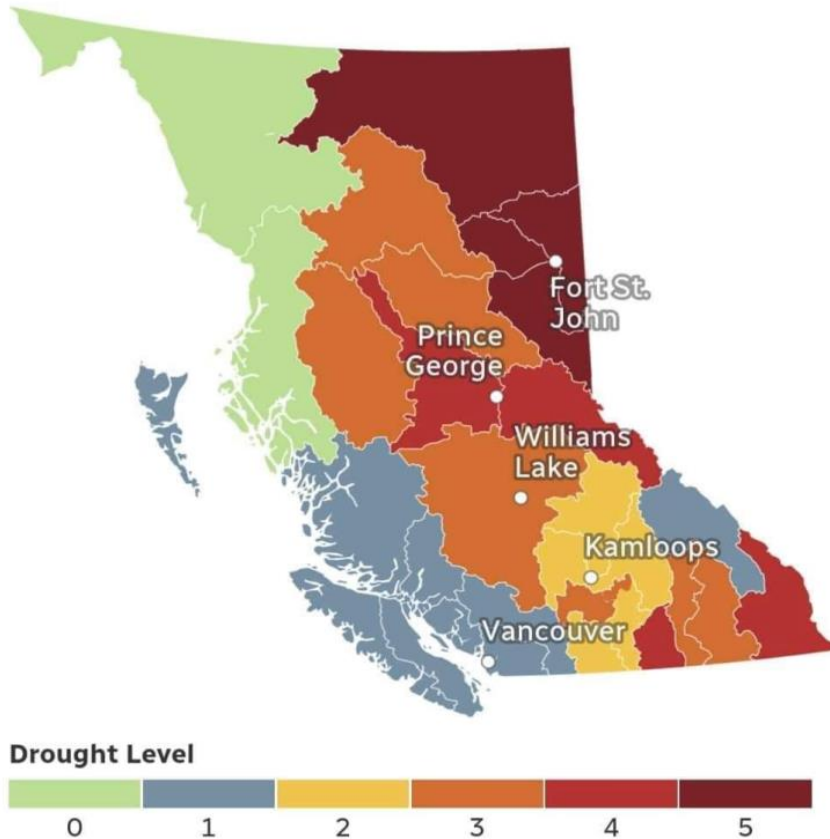 Fort St.
John
Prince
George
Williams
Lake
Kamloops
Vancouver
Drought Level
0 1 2 3 4 5